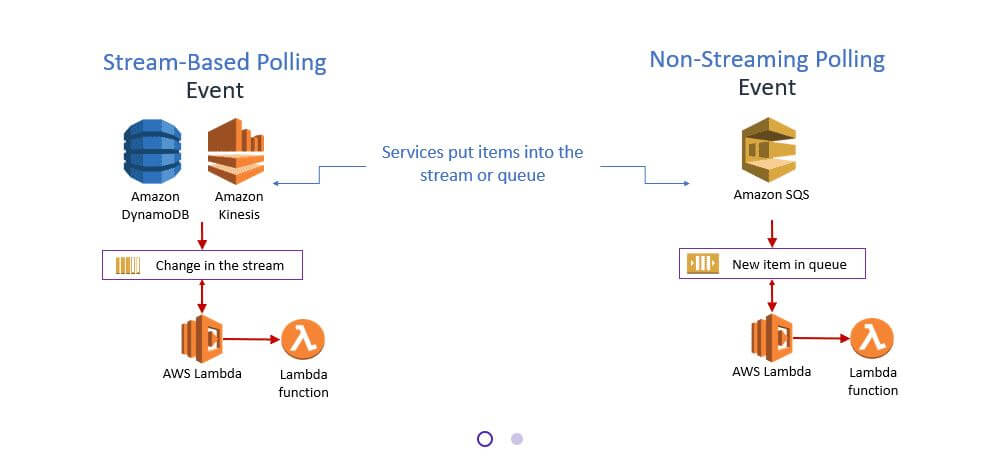 Stream-Based Polling
Event
Non-Streaming Polling
Event
Services put items into the
stream or queue
Amazon
DynamoDB
Amazon
Kinesis
Amazon SQS
Change in the stream
New item in queue
AWS Lambda
Lambda
function
AWS Lambda
Lambda
function